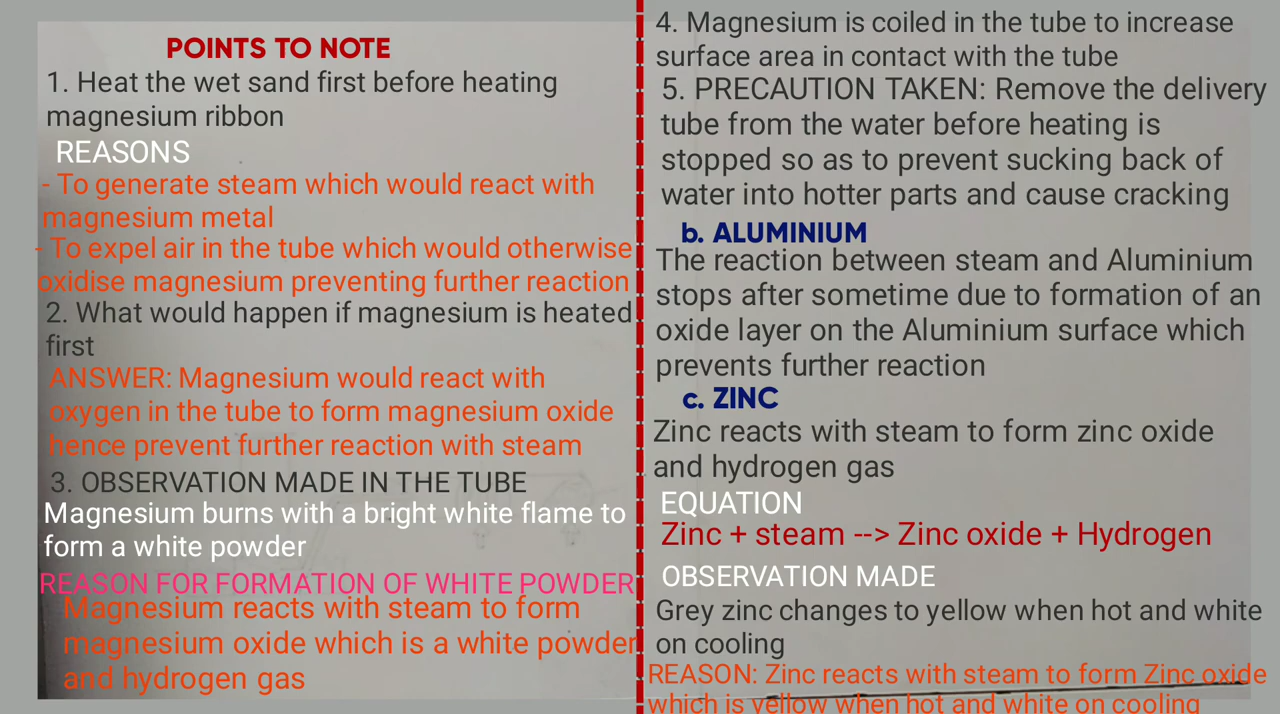 POINTS TO NOTE
1. Heat the wet sand first before heating
magnesium ribbon
REASONS
- To generate steam which would react with
magnesium metal
- To expel air in the tube which would otherwise
oxidise magnesium preventing further reaction
2. What would happen if magnesium is heated
first
ANSWER: Magnesium would react with
oxygen in the tube to form magnesium oxide
hence prevent further reaction with steam
3. OBSERVATION MADE IN THE TUBE
Magnesium burns with a bright white flame to
form a white powder
REASON FOR FORMATION OF WHITE POWDER
Magnesium reacts with steam to form
magnesium oxide which is a white powder
and hydrogen gas
4. Magnesium is coiled in the tube to increase
surface area in contact with the tube
5. PRECAUTION TAKEN: Remove the delivery
tube from the water before heating is
stopped so as to prevent sucking back of
water into hotter parts and cause cracking
b. ALUMINIUM
The reaction between steam and Aluminium
stops after sometime due to formation of an
oxide layer on the Aluminium surface which
prevents further reaction
c. ZINC
Zinc reacts with steam to form zinc oxide
and hydrogen gas
EQUATION
Zinc + steam --> Zinc oxide + Hydrogen
OBSERVATION MADE
Grey zinc changes to yellow when hot and white
on cooling
REASON: Zinc reacts with steam to form Zinc oxide
which is yellow when hot and white on cooling